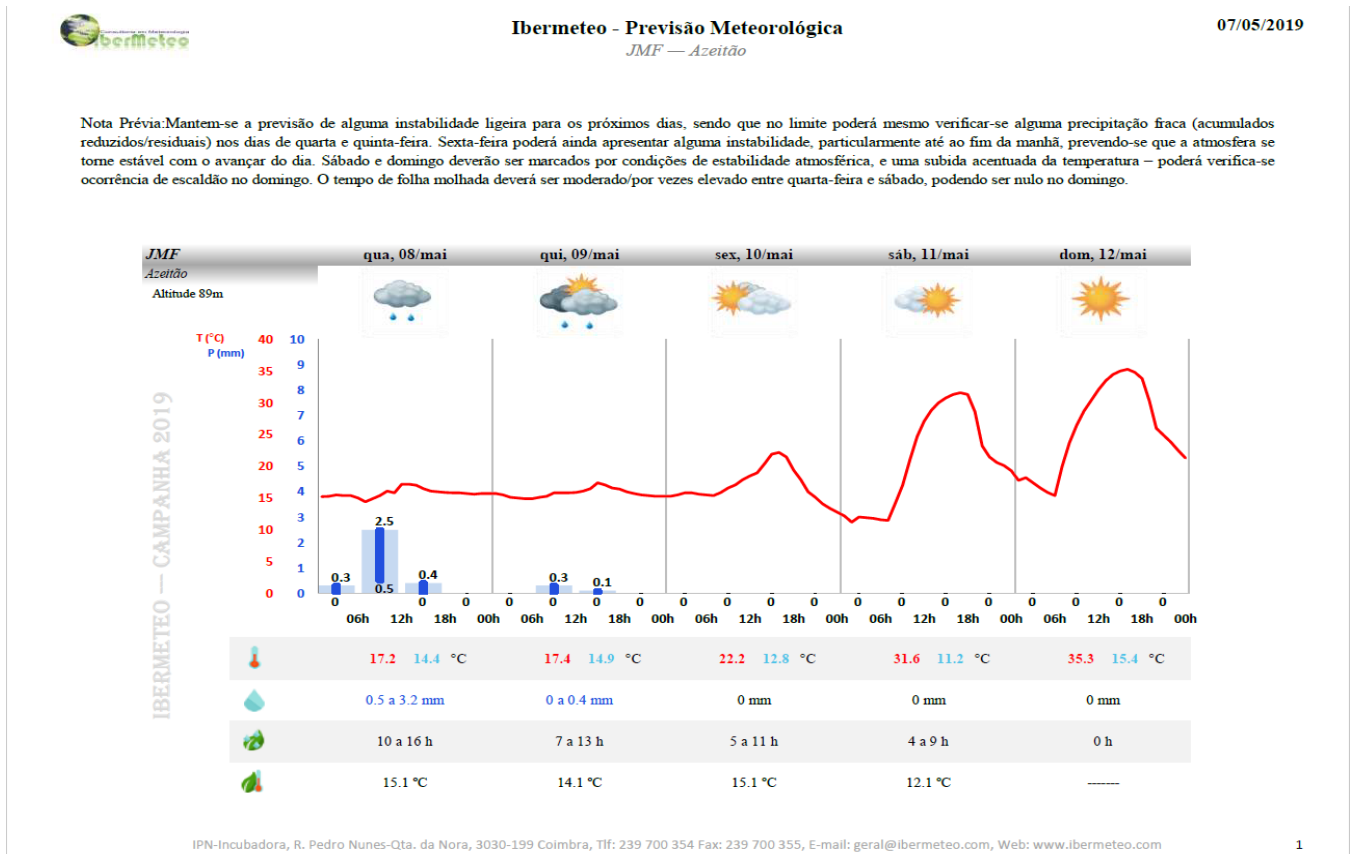 Consultoria em Meteorologia
IberMeteo
Ibermeteo - Previsão Meteorológica
07/05/2019
JMF — Azeitão
Nota Prévia:Mantem-se a previsão de alguma instabilidade ligeira para os próximos dias, sendo que no limite poderá mesmo verificar-se alguma precipitação fraca (acumulados
reduzidos/residuais) nos dias de quarta e quinta-feira. Sexta-feira poderá ainda apresentar alguma instabilidade, particularmente até ao fim da manhã, prevendo-se que a atmosfera se
torne estável com o avançar do dia. Sábado e domingo deverão ser marcados por condições de estabilidade atmosférica, e uma subida acentuada da temperatura – poderá verifica-se
ocorrência de escaldão no domingo. O tempo de folha molhada deverá ser moderado/por vezes elevado entre quarta-feira e sábado, podendo ser nulo no domingo.
JMF qua, 08/mai qui, 09/mai sex, 10/mai sáb, 11/mai dom, 12/mai
Azeitão
Altitude 89m
T (°C) 40 10
P (mm)
9
35
8
30
7
25
6
20
5
15
4
3
10
2
5
1
0 0
2.5
0.3 0.5 0.4 0.3 0.1
0 0 0 0 0 0 0 0 0 0 0 0 0 0 0 0 0 0
06h 12h 18h 00h 06h 12h 18h 00h 06h 12h 18h 00h 06h 12h 18h 00h 06h 12h 18h 00h
IBERMETEO — CAMPANHA 2019
17.2 14.4 °C 17.4 14.9 °C 22.2 12.8 °C 31.6 11.2 °C 35.3 15.4 °C
0.5 a 3.2 mm 0 a 0.4 mm 0 mm 0 mm 0 mm
10 a 16 h 7 a 13 h 5 a 11 h 4 a 9 h 0 h
15.1 ºC 14.1 ºC 15.1 ºC 12.1 ºC -------
IPN-Incubadora, R. Pedro Nunes-Qta. da Nora, 3030-199 Coimbra, Tlf: 239 700 354 Fax: 239 700 355, E-mail: geral@ibermeteo.com, Web: www.ibermeteo.com 1